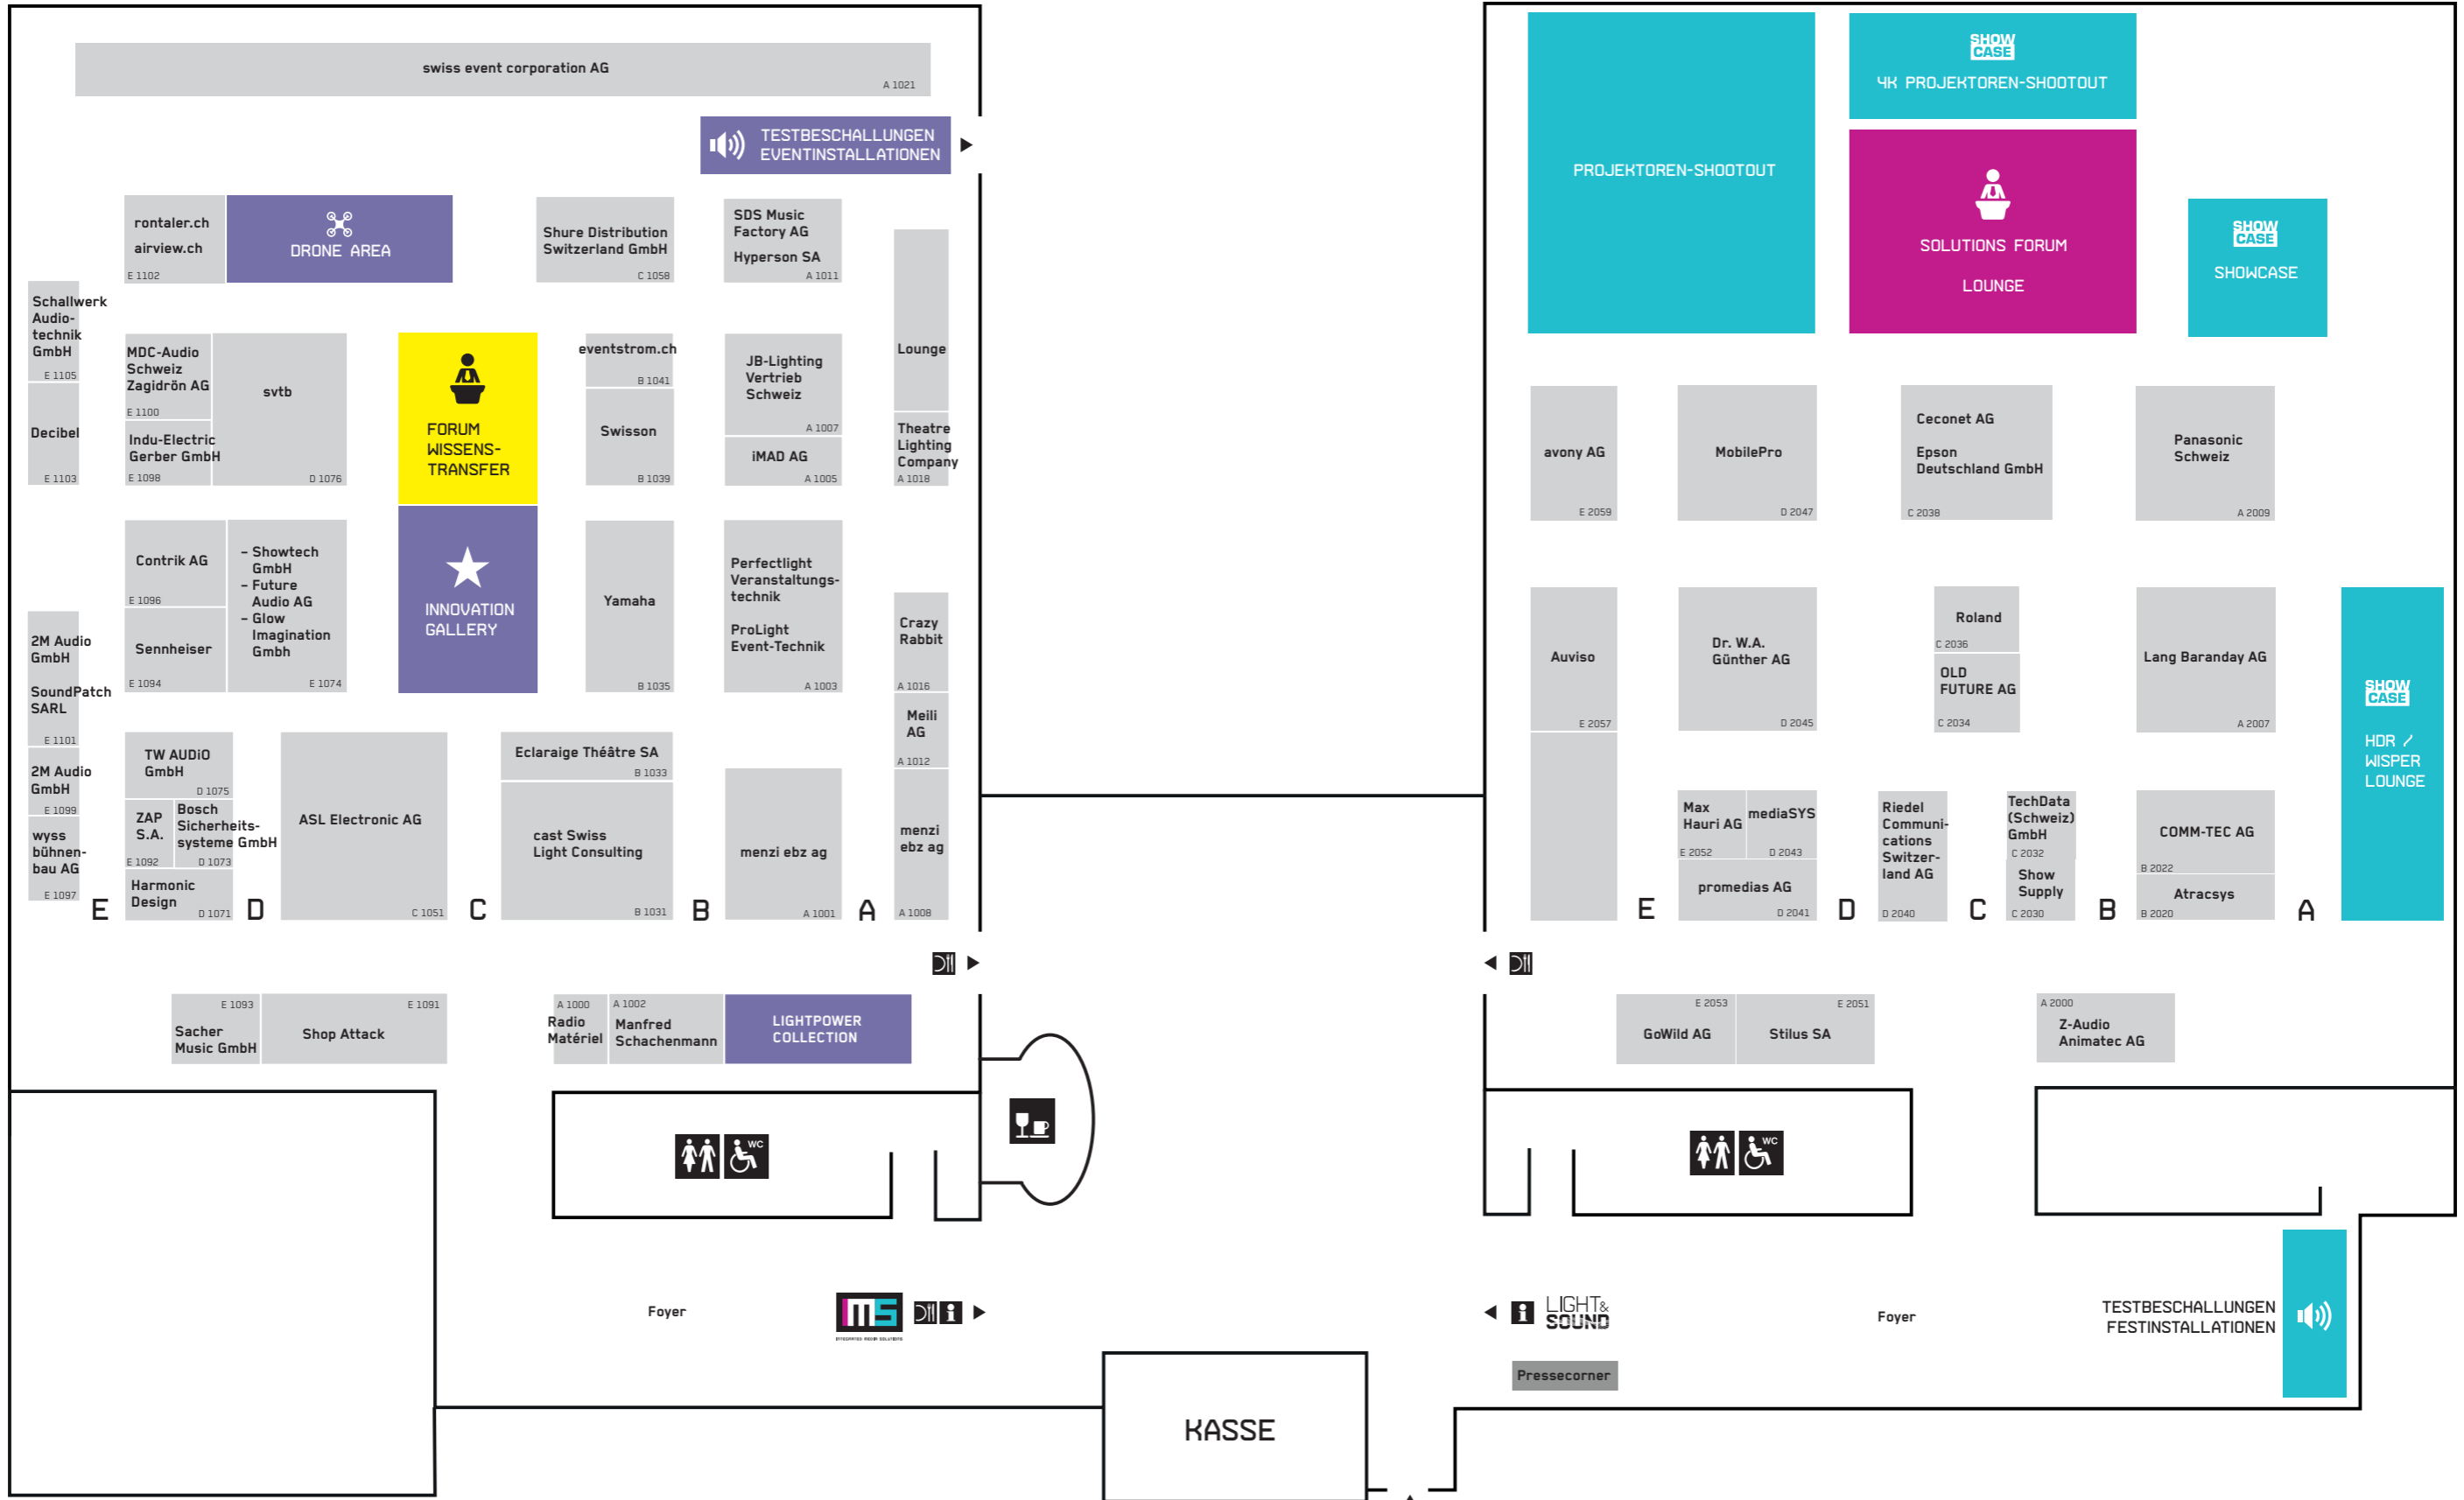 swiss event corporation AG
A 1021
TESTBESCHALLUNGEN
EVENTINSTALLATIONEN
rontaler.ch
airview.ch
E 1102
DRONE AREA
Shure Distribution
Switzerland GmbH
C 1058
SDS Music
Factory AG
Hyperson SA
A 1011
Schallwerk
Audio-
technik
GmbH
E 1105
Decibel
E 1103
MDC-Audio
Schweiz
Zagidrön AG
E 1100
Indu-Electric
Gerber GmbH
E 1098
svtb
D 1076
FORUM
WISSENS-
TRANSFER
eventstrom.ch
B 1041
Swisson
B 1039
JB-Lighting
Vertrieb
Schweiz
A 1007
iMAD AG
A 1005
Lounge
Theatre
Lighting
Company
A 1018
Contrik AG
E 1096
Sennheiser
E 1094
– Showtech
GmbH
– Future
Audio AG
– Glow
Imagination
Gmbh
E 1074
INNOVATION
GALLERY
Yamaha
B 1035
Perfectlight
Veranstaltungs-
technik
ProLight
Event-Technik
A 1003
Crazy
Rabbit
A 1016
Meili
AG
A 1012
2M Audio
GmbH
SoundPatch
SARL
E 1101
2M Audio
GmbH
E 1099
wyss
bühnen-
bau AG
E 1097
TW AUDiO
GmbH
D 1075
ZAP
S.A.
E 1092
Bosch
Sicherheits-
systeme GmbH
D 1073
Harmonic
Design
D 1071
ASL Electronic AG
C 1051
Eclaraige Théâtre SA
B 1033
cast Swiss
Light Consulting
B 1031
menzi ebz ag
A 1001
menzi
ebz ag
A 1008
E
D
C
B
A
E 1093
Sacher
Music GmbH
E 1091
Shop Attack
A 1000
Radio
Matériel
A 1002
Manfred
Schachenmann
LIGHTPOWER
COLLECTION
WC
Foyer
ims
INTEGRATED MEDIA SOLUTIONS
i
KASSE
PROJEKTOREN-SHOOTOUT
SHOW
CASE
4K PROJEKTOREN-SHOOTOUT
SOLUTIONS FORUM
LOUNGE
SHOW
CASE
SHOWCASE
avony AG
E 2059
MobilePro
D 2047
Ceconet AG
Epson
Deutschland GmbH
C 2038
Panasonic
Schweiz
A 2009
Auviso
E 2057
Dr. W.A.
Günther AG
D 2045
Roland
C 2036
OLD
FUTURE AG
C 2034
Lang Baranday AG
A 2007
SHOW
CASE
HDR /
WISPER
LOUNGE
Max
Hauri AG
E 2052
mediaSYS
D 2043
promedias AG
D 2041
Riedel
Communi-
cations
Switzer-
land AG
D 2040
TechData
(Schweiz)
GmbH
C 2032
Show
Supply
C 2030
COMM-TEC AG
B 2022
Atracsys
B 2020
E
D
C
B
A
E 2053
GoWild AG
E 2051
Stilus SA
A 2000
Z-Audio
Animatec AG
WC
i
LIGHT&
SOUND
Foyer
TESTBESCHALLUNGEN
FESTINSTALLATIONEN
Pressecorner